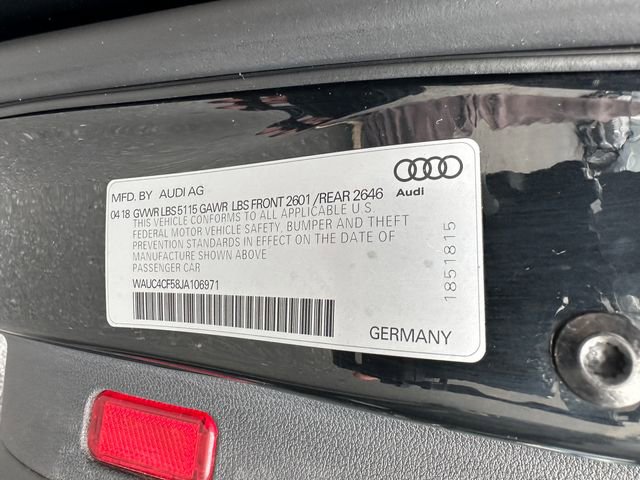 MFD. BY AUDI AG
04 18 GVWR LBS 5115 GAWR LBS FRONT 2601 /REAR 2646
THIS VEHICLE CONFORMS TO ALL APPLICABLE U S
FEDERAL MOTOR VEHICLE SAFETY, BUMPER AND THEFT
PREVENTION STANDARDS IN EFFECT ON THE DATE OF
MANUFACTURE SHOWN ABOVE
PASSENGER CAR
WAUC4CF58JA106971
GERMANY
Audi
1851815